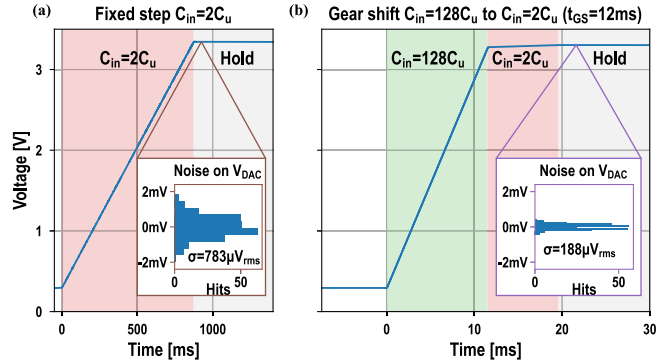 (a)
Fixed step C_in=2C_u
C_in=2C_u
Hold
Voltage [V]
3
2
1
0
0
500
1000
Time [ms]
Noise on V_DAC
2mV
0mV
-2mV
σ=783µV_rms
0
50
Hits
(b)
Gear shift C_in=128C_u to C_in=2C_u (t_GS=12ms)
C_in=128C_u
C_in=2C_u
Hold
0
10
20
30
Time [ms]
Noise on V_DAC
2mV
0mV
-2mV
σ=188µV_rms
0
50
Hits